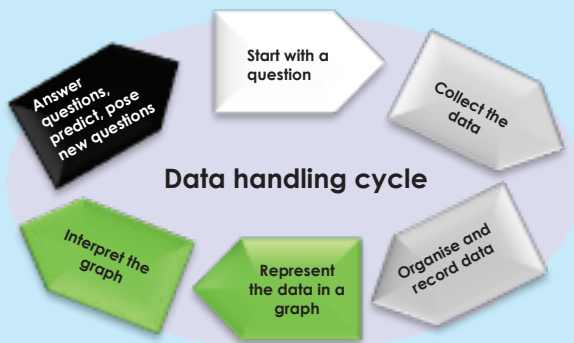 Start with a
question
Collect the
data
Organise and
record data
Represent
the data in a
graph
Interpret the
graph
Answer
questions,
predict, pose
new questions
Data handling cycle